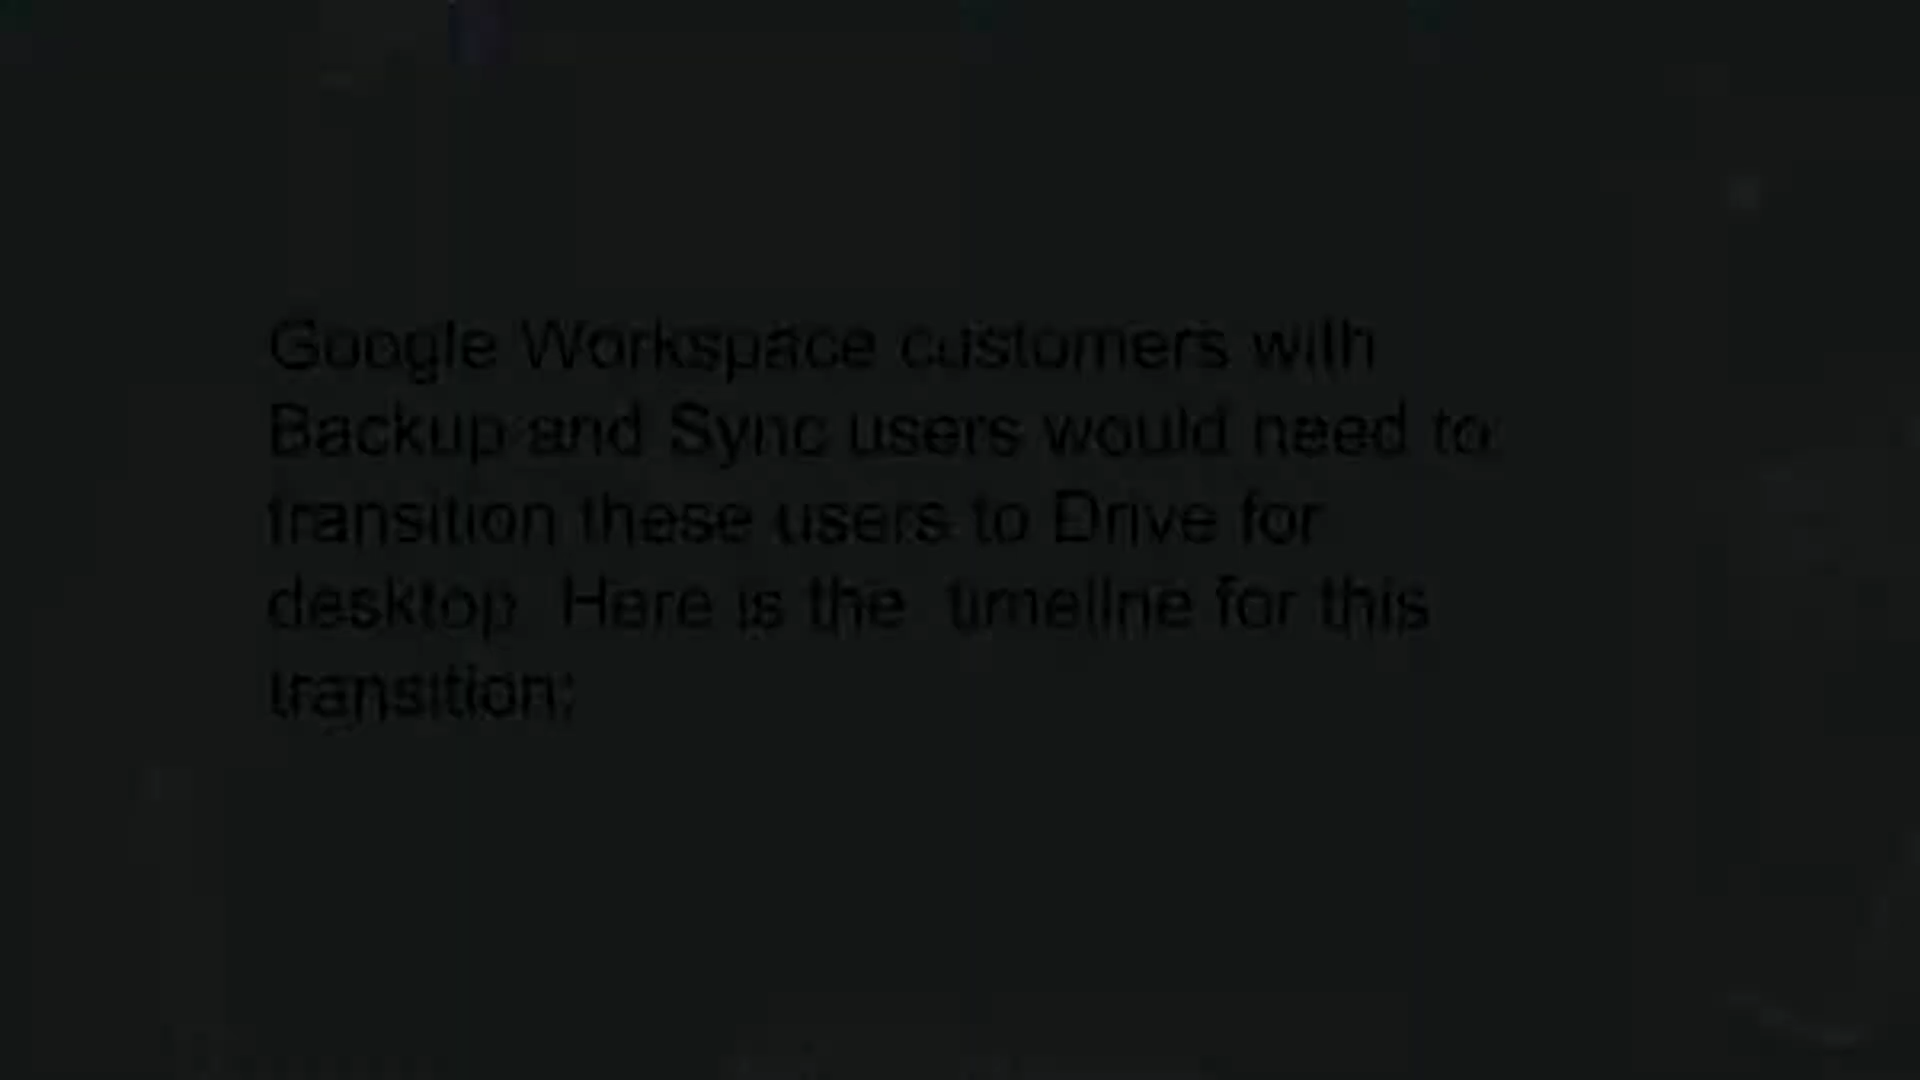 Google Workspace customers with
Backup and Sync users would need to
transition these users to Drive for
desktop. Here is the timeline for this
transition: